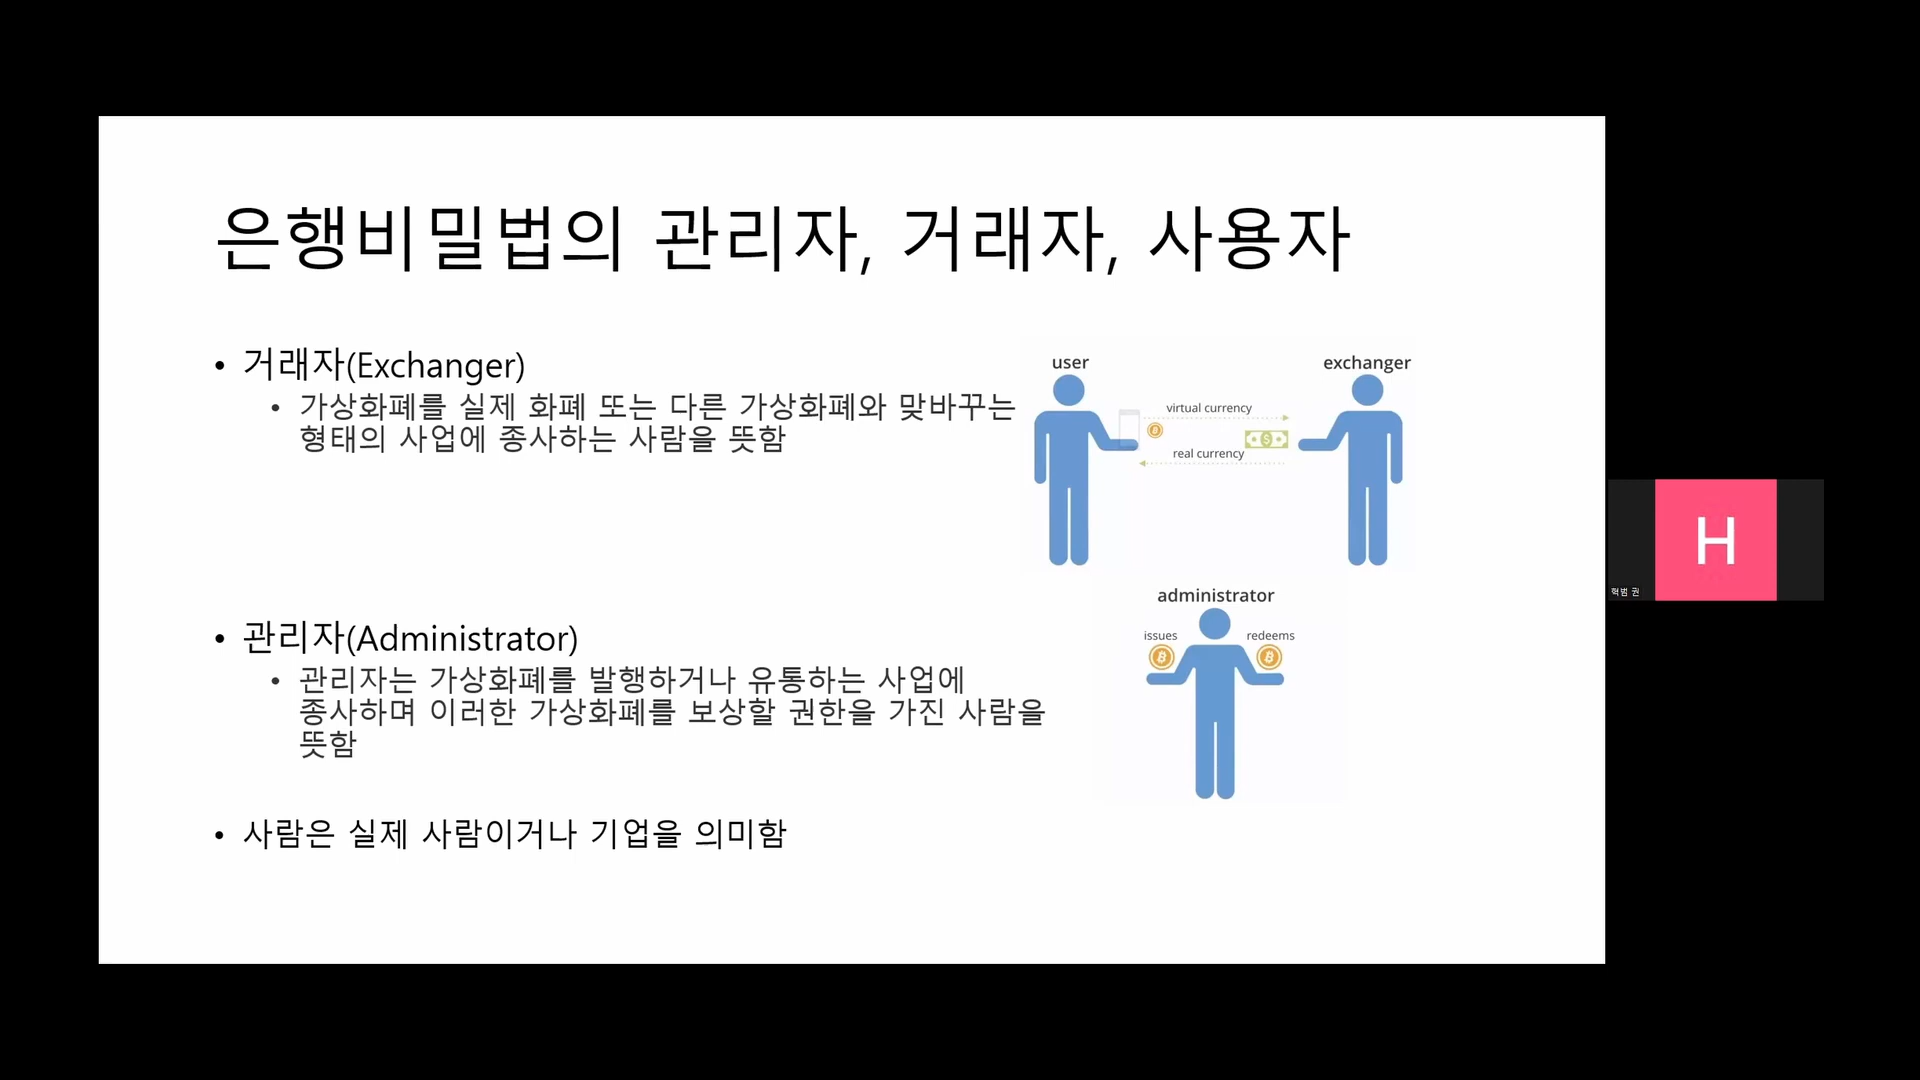 은행비밀법의 관리자, 거래자, 사용자
• 거래자(Exchanger)
• 가상화폐를 실제 화폐 또는 다른 가상화폐와 맞바꾸는
형태의 사업에 종사하는 사람을 뜻함
user
exchanger
virtual currency
real currency
administrator
issues
redeems
• 관리자(Administrator)
• 관리자는 가상화폐를 발행하거나 유통하는 사업에
종사하며 이러한 가상화폐를 보상할 권한을 가진 사람을
뜻함
• 사람은 실제 사람이거나 기업을 의미함
H
혁범 권